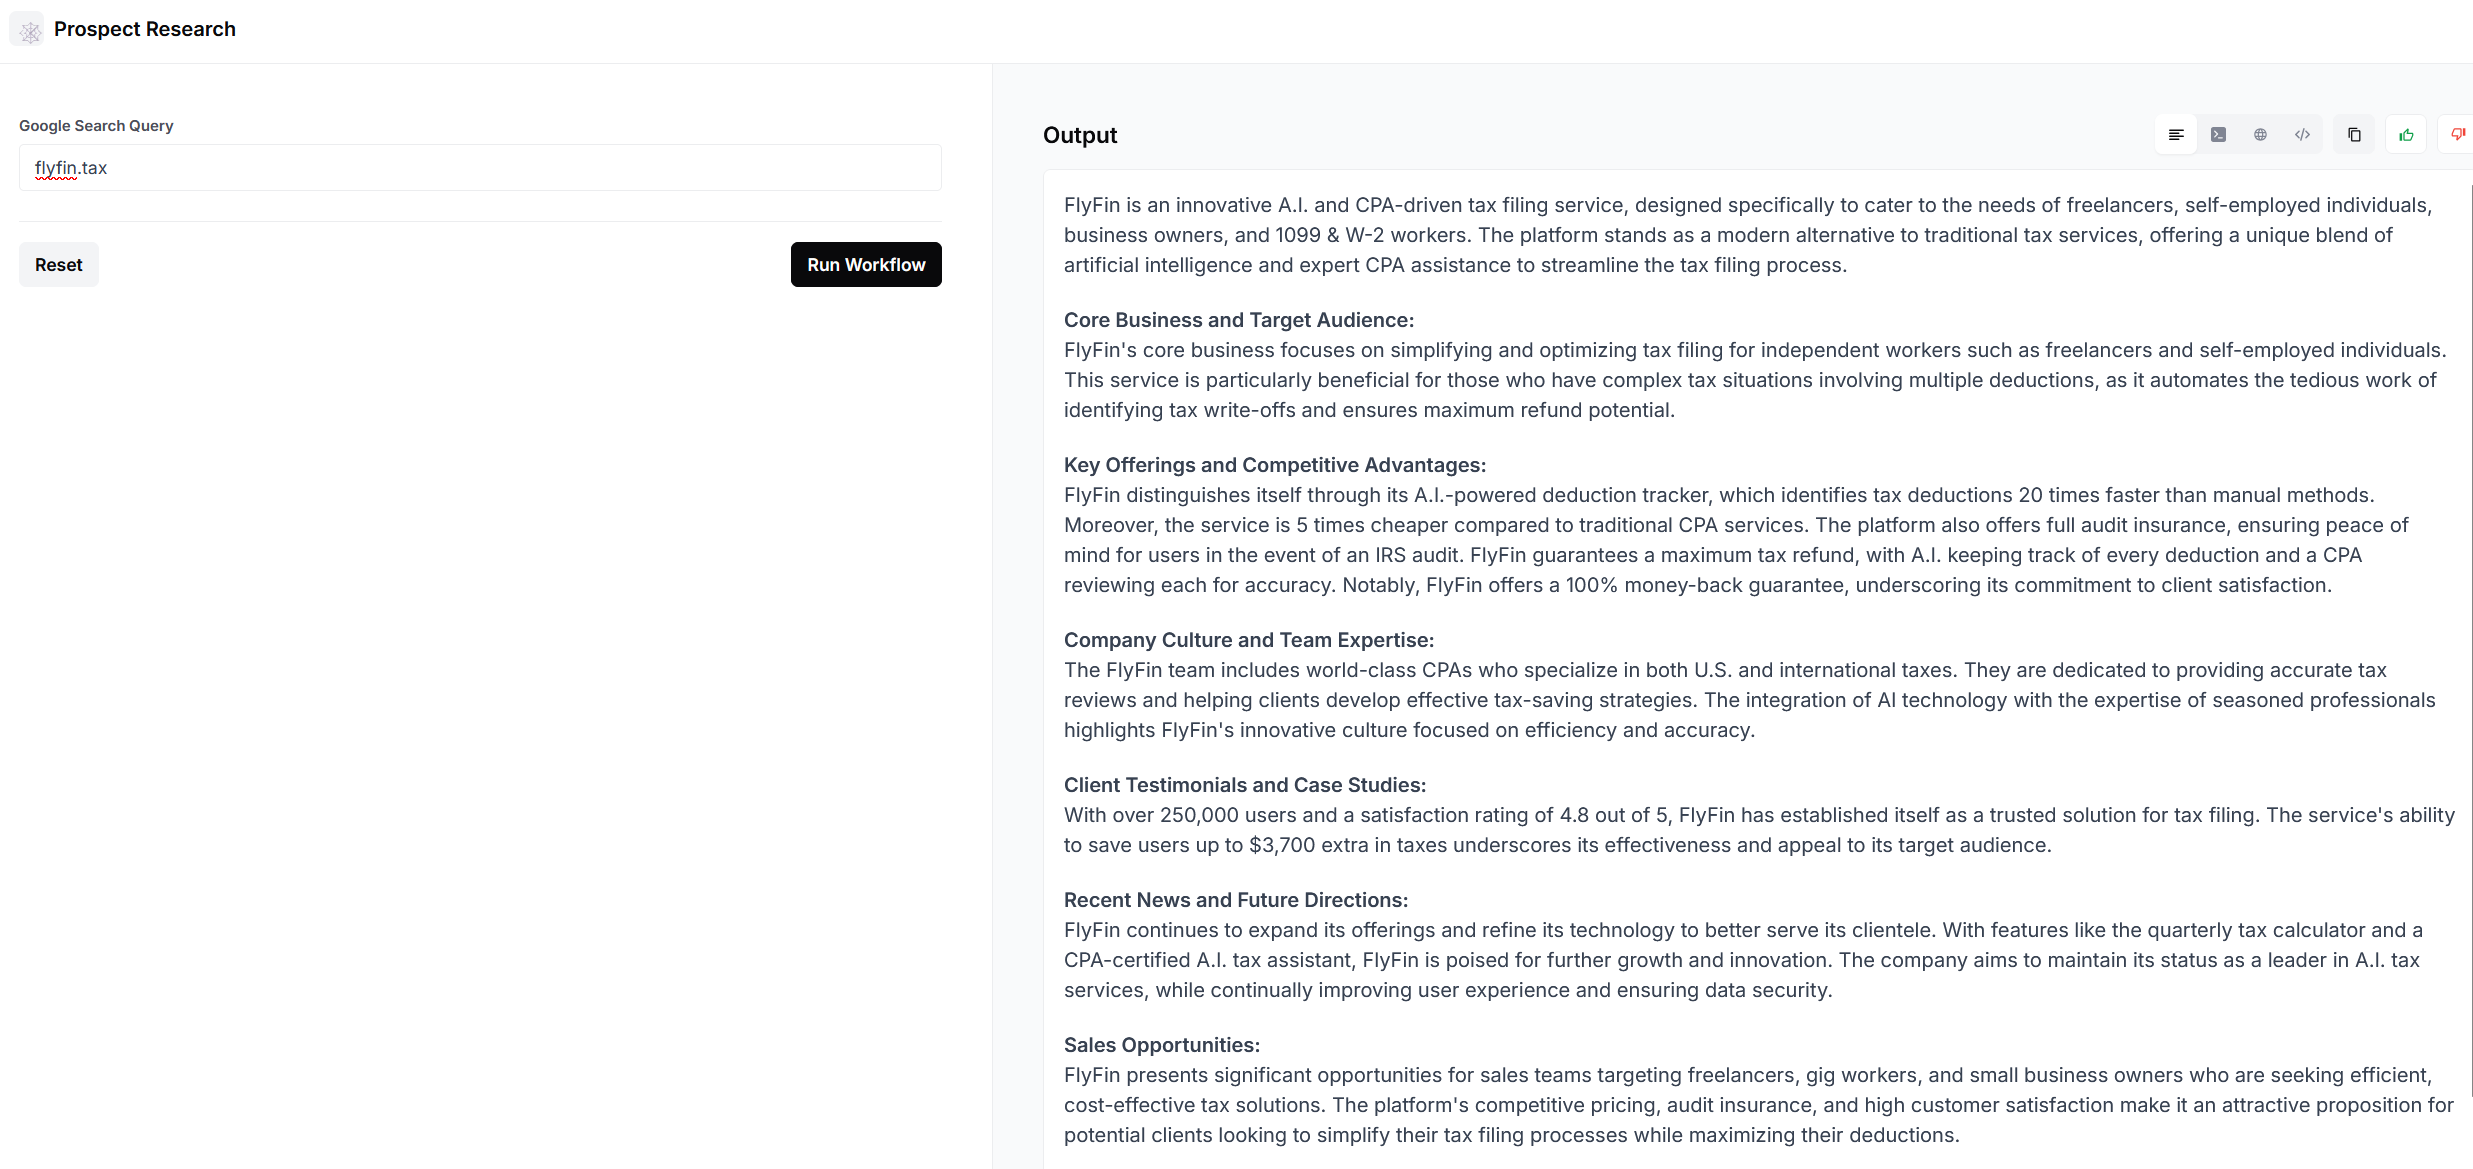 Prospect Research
Google Search Query
flyfin.tax
Reset
Run Workflow
Output
FlyFin is an innovative A.I. and CPA-driven tax filing service, designed specifically to cater to the needs of freelancers, self-employed individuals,
business owners, and 1099 & W-2 workers. The platform stands as a modern alternative to traditional tax services, offering a unique blend of
artificial intelligence and expert CPA assistance to streamline the tax filing process.
Core Business and Target Audience:
FlyFin's core business focuses on simplifying and optimizing tax filing for independent workers such as freelancers and self-employed individuals.
This service is particularly beneficial for those who have complex tax situations involving multiple deductions, as it automates the tedious work of
identifying tax write-offs and ensures maximum refund potential.
Key Offerings and Competitive Advantages:
FlyFin distinguishes itself through its A.I.-powered deduction tracker, which identifies tax deductions 20 times faster than manual methods.
Moreover, the service is 5 times cheaper compared to traditional CPA services. The platform also offers full audit insurance, ensuring peace of
mind for users in the event of an IRS audit. FlyFin guarantees a maximum tax refund, with A.I. keeping track of every deduction and a CPA
reviewing each for accuracy. Notably, FlyFin offers a 100% money-back guarantee, underscoring its commitment to client satisfaction.
Company Culture and Team Expertise:
The FlyFin team includes world-class CPAs who specialize in both U.S. and international taxes. They are dedicated to providing accurate tax
reviews and helping clients develop effective tax-saving strategies. The integration of AI technology with the expertise of seasoned professionals
highlights FlyFin's innovative culture focused on efficiency and accuracy.
Client Testimonials and Case Studies:
With over 250,000 users and a satisfaction rating of 4.8 out of 5, FlyFin has established itself as a trusted solution for tax filing. The service's ability
to save users up to $3,700 extra in taxes underscores its effectiveness and appeal to its target audience.
Recent News and Future Directions:
FlyFin continues to expand its offerings and refine its technology to better serve its clientele. With features like the quarterly tax calculator and a
CPA-certified A.I. tax assistant, FlyFin is poised for further growth and innovation. The company aims to maintain its status as a leader in A.I. tax
services, while continually improving user experience and ensuring data security.
Sales Opportunities:
FlyFin presents significant opportunities for sales teams targeting freelancers, gig workers, and small business owners who are seeking efficient,
cost-effective tax solutions. The platform's competitive pricing, audit insurance, and high customer satisfaction make it an attractive proposition for
potential clients looking to simplify their tax filing processes while maximizing their deductions.